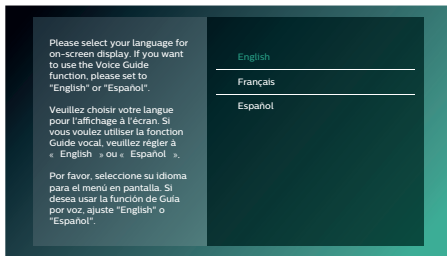 Please select your language for
on-screen display. If you want
to use the Voice Guide
function, please set to
"English" or "Español".
Veuillez choisir votre langue
pour l'affichage à l'écran. Si
vous voulez utiliser la fonction
Guide vocal, veuillez régler à
« English » ou « Español ».
Por favor, seleccione su idioma
para el menú en pantalla. Si
desea usar la función de Guía
por voz, ajuste "English" o
"Español".
English
Français
Español